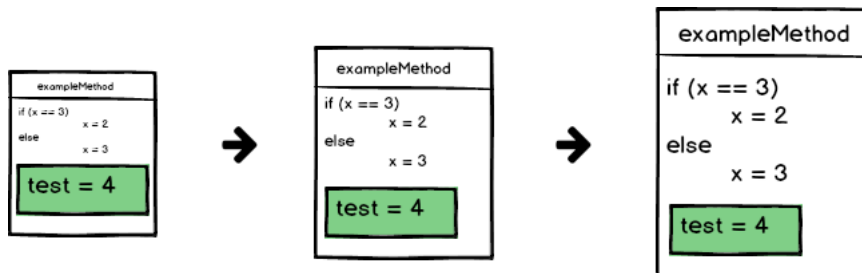 exampleMethod
if (x == 3)
x = 2
else
x = 3
test = 4
exampleMethod
if (x == 3)
x = 2
else
x = 3
test = 4
exampleMethod
if (x == 3)
x = 2
else
x = 3
test = 4